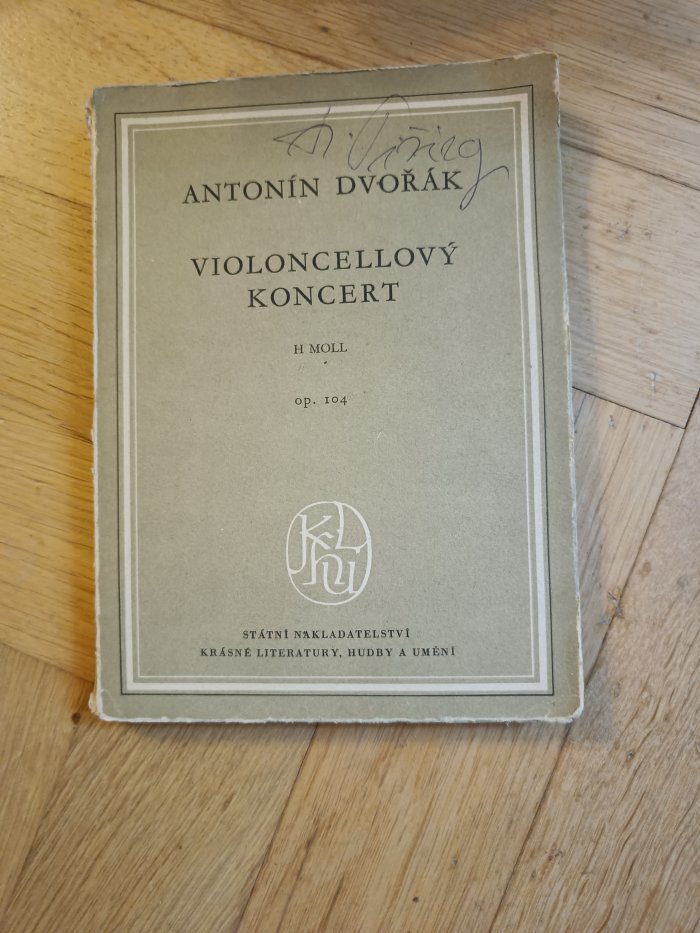 ANTONÍN DVOŘÁK
VIOLONCELLOVÝ
KONCERT
H MOLL
op. 104
STÁTNÍ NAKLADATELSTVÍ
KRÁSNÉ LITERATURY, HUDBY A UMĚNÍ